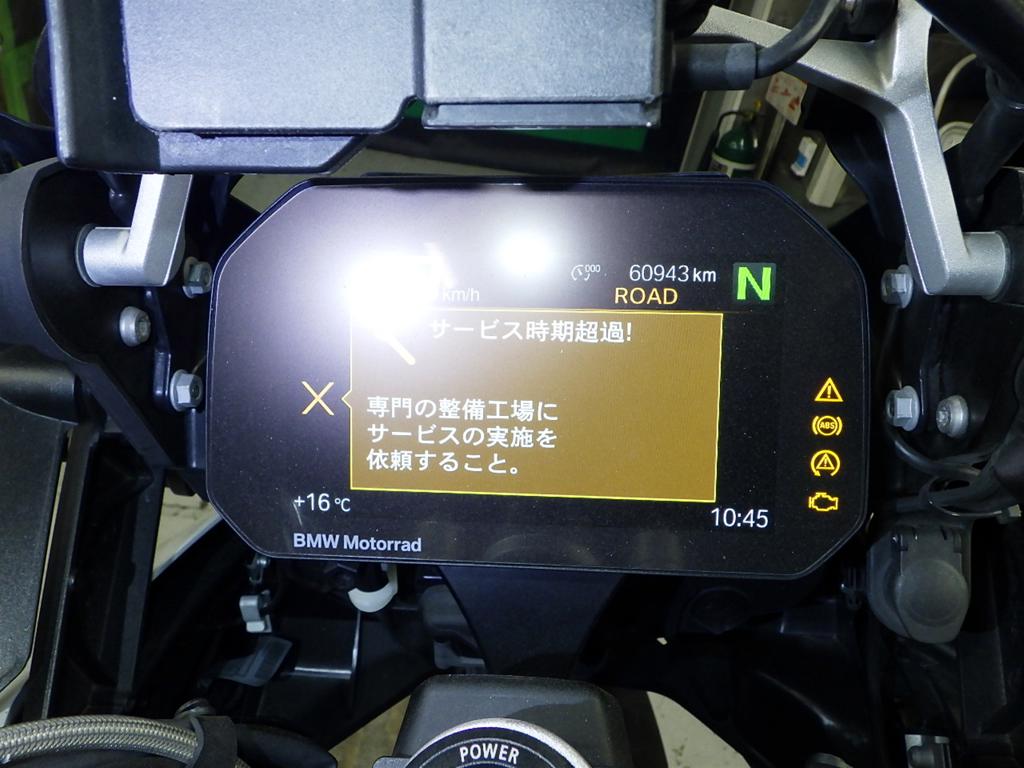 000
60943 km
km/h
ROAD
N
サービス時期超過!
専門の整備工場に
サービスの実施を
依頼すること。
ABS
+16 °C
10:45
BMW Motorrad
POWER